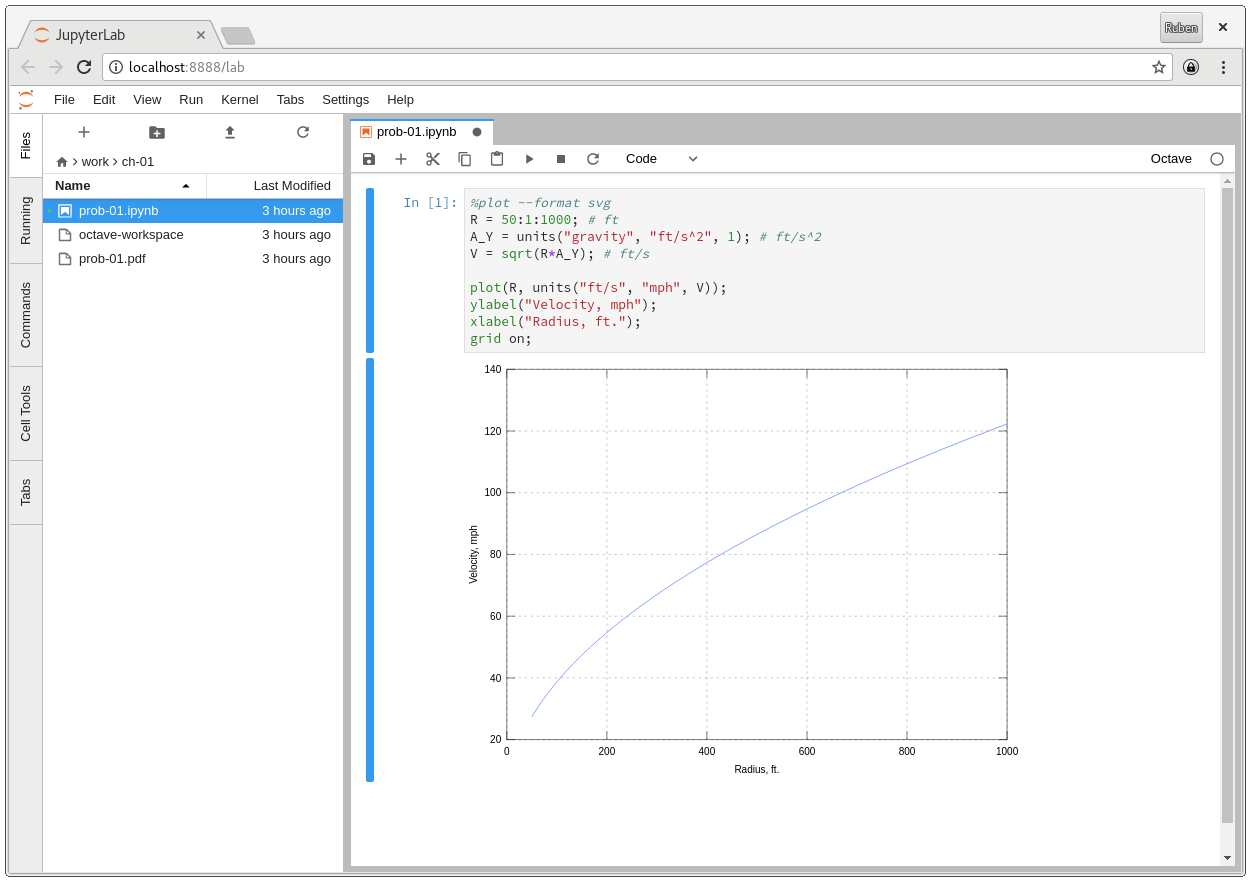 JupyterLab
Ruben
localhost:8888/lab
File Edit View Run Kernel Tabs Settings Help
Files
Running
Commands
Cell Tools
Tabs
work ch-01
Name Last Modified
prob-01.ipynb 3 hours ago
octave-workspace 3 hours ago
prob-01.pdf 3 hours ago
prob-01.ipynb
Code Octave
In [1]: %plot --format svg
R = 50:1:1000; # ft
A_Y = units("gravity", "ft/s^2", 1); # ft/s^2
V = sqrt(R*A_Y); # ft/s
plot(R, units("ft/s", "mph", V));
ylabel("Velocity, mph");
xlabel("Radius, ft.");
grid on;
140
120
100
80
60
40
20
Velocity, mph
0 200 400 600 800 1000
Radius, ft.